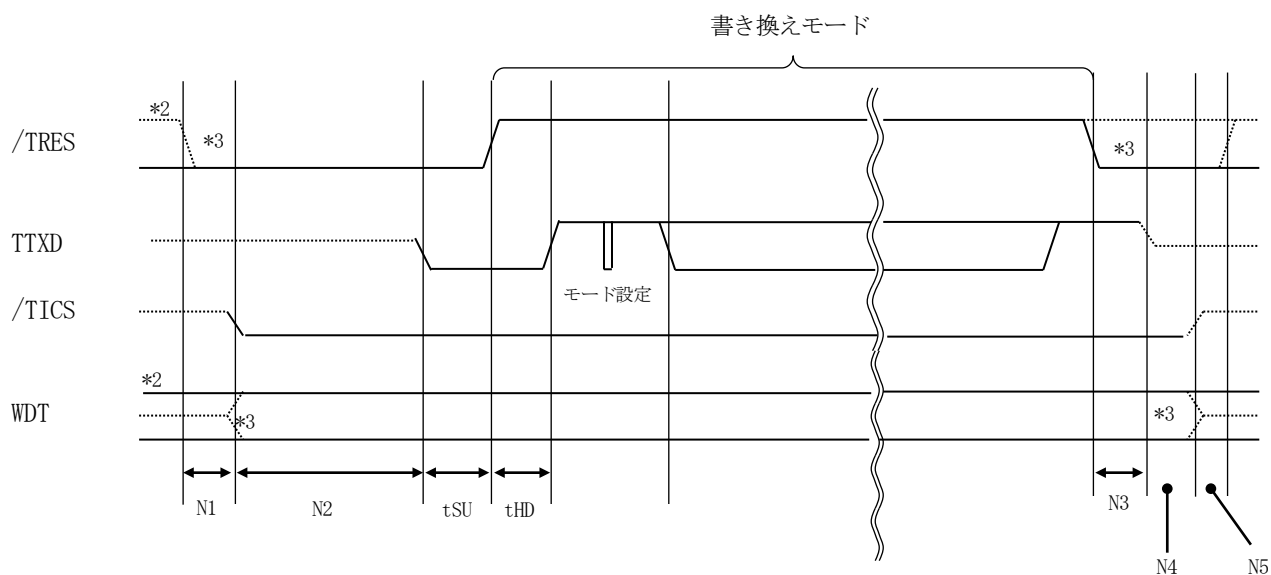 書き換えモード
*2
*3
/TRES
*3
TTXD
モード設定
/TICS
*2
WDT
*3
*3
N1
N2
tSU
tHD
N3
N4
N5